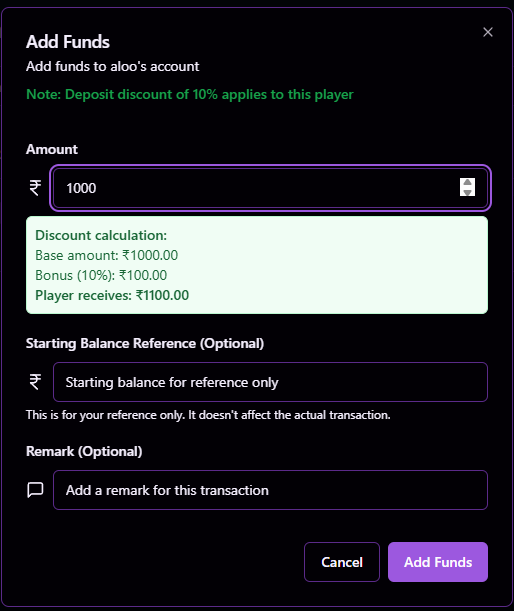 Add Funds
Add funds to aloo's account
Note: Deposit discount of 10% applies to this player
Amount
₹ 1000
Discount calculation:
Base amount: ₹1000.00
Bonus (10%): ₹100.00
Player receives: ₹1100.00
Starting Balance Reference (Optional)
₹ Starting balance for reference only
This is for your reference only. It doesn't affect the actual transaction.
Remark (Optional)
Add a remark for this transaction
Cancel Add Funds